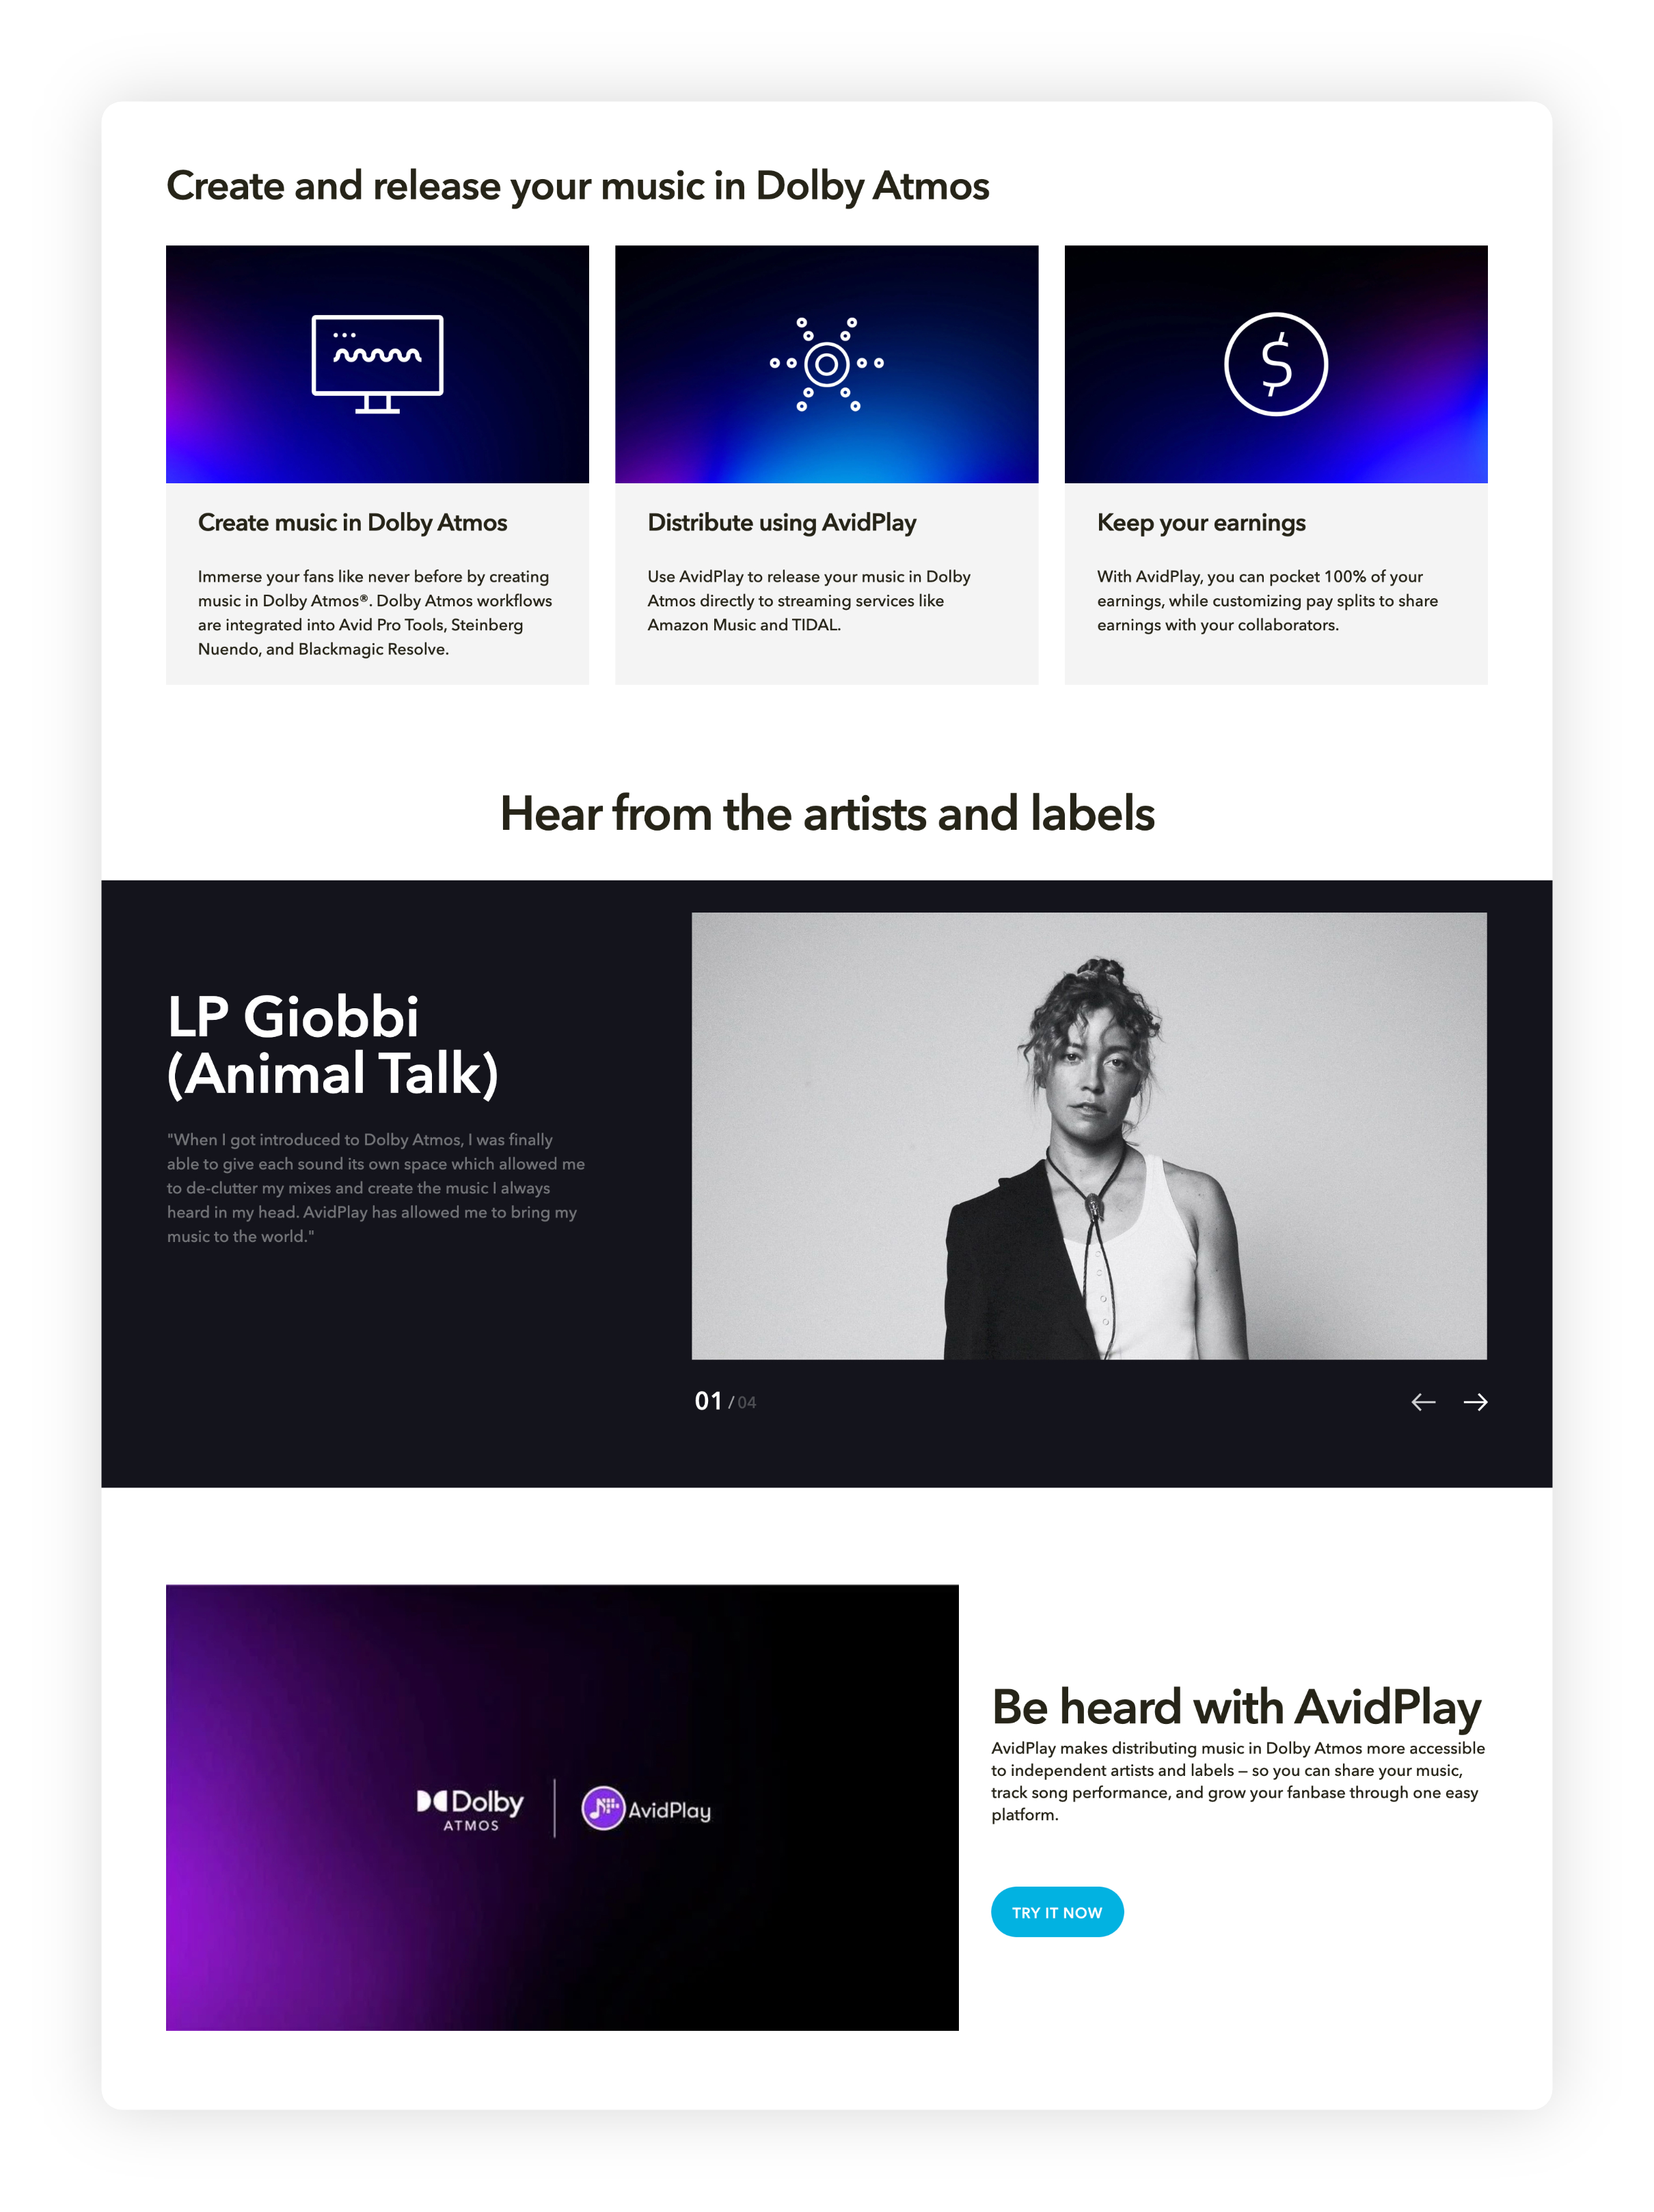 Create and release your music in Dolby Atmos
Create music in Dolby Atmos
Immerse your fans like never before by creating
music in Dolby Atmos®. Dolby Atmos workflows
are integrated into Avid Pro Tools, Steinberg
Nuendo, and Blackmagic Resolve.
Distribute using AvidPlay
Use AvidPlay to release your music in Dolby
Atmos directly to streaming services like
Amazon Music and TIDAL.
$
Keep your earnings
With AvidPlay, you can pocket 100% of your
earnings, while customizing pay splits to share
earnings with your collaborators.
Hear from the artists and labels
LP Giobbi
(Animal Talk)
"When I got introduced to Dolby Atmos, I was finally
able to give each sound its own space which allowed me
to de-clutter my mixes and create the music I always
heard in my head. AvidPlay has allowed me to bring my
music to the world."
01 / 04
Dolby
ATMOS
AvidPlay
Be heard with AvidPlay
AvidPlay makes distributing music in Dolby Atmos more accessible
to independent artists and labels – so you can share your music,
track song performance, and grow your fanbase through one easy
platform.
TRY IT NOW